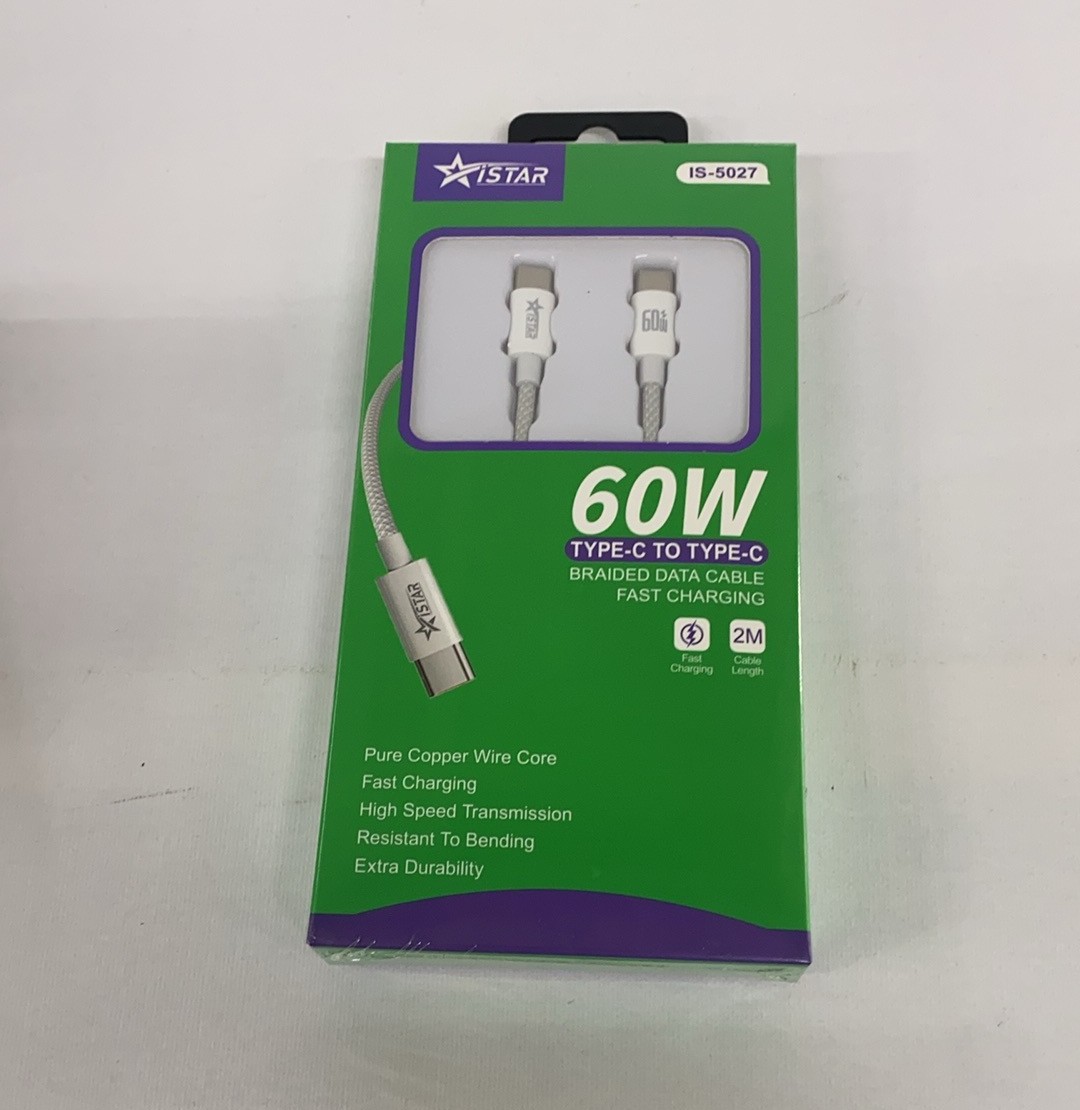 iSTAR
IS-5027
iSTAR
60W
60W
TYPE-C TO TYPE-C
BRAIDED DATA CABLE
FAST CHARGING
iSTAR
2M
Fast
Charging
Cable
Length
Pure Copper Wire Core
Fast Charging
High Speed Transmission
Resistant To Bending
Extra Durability